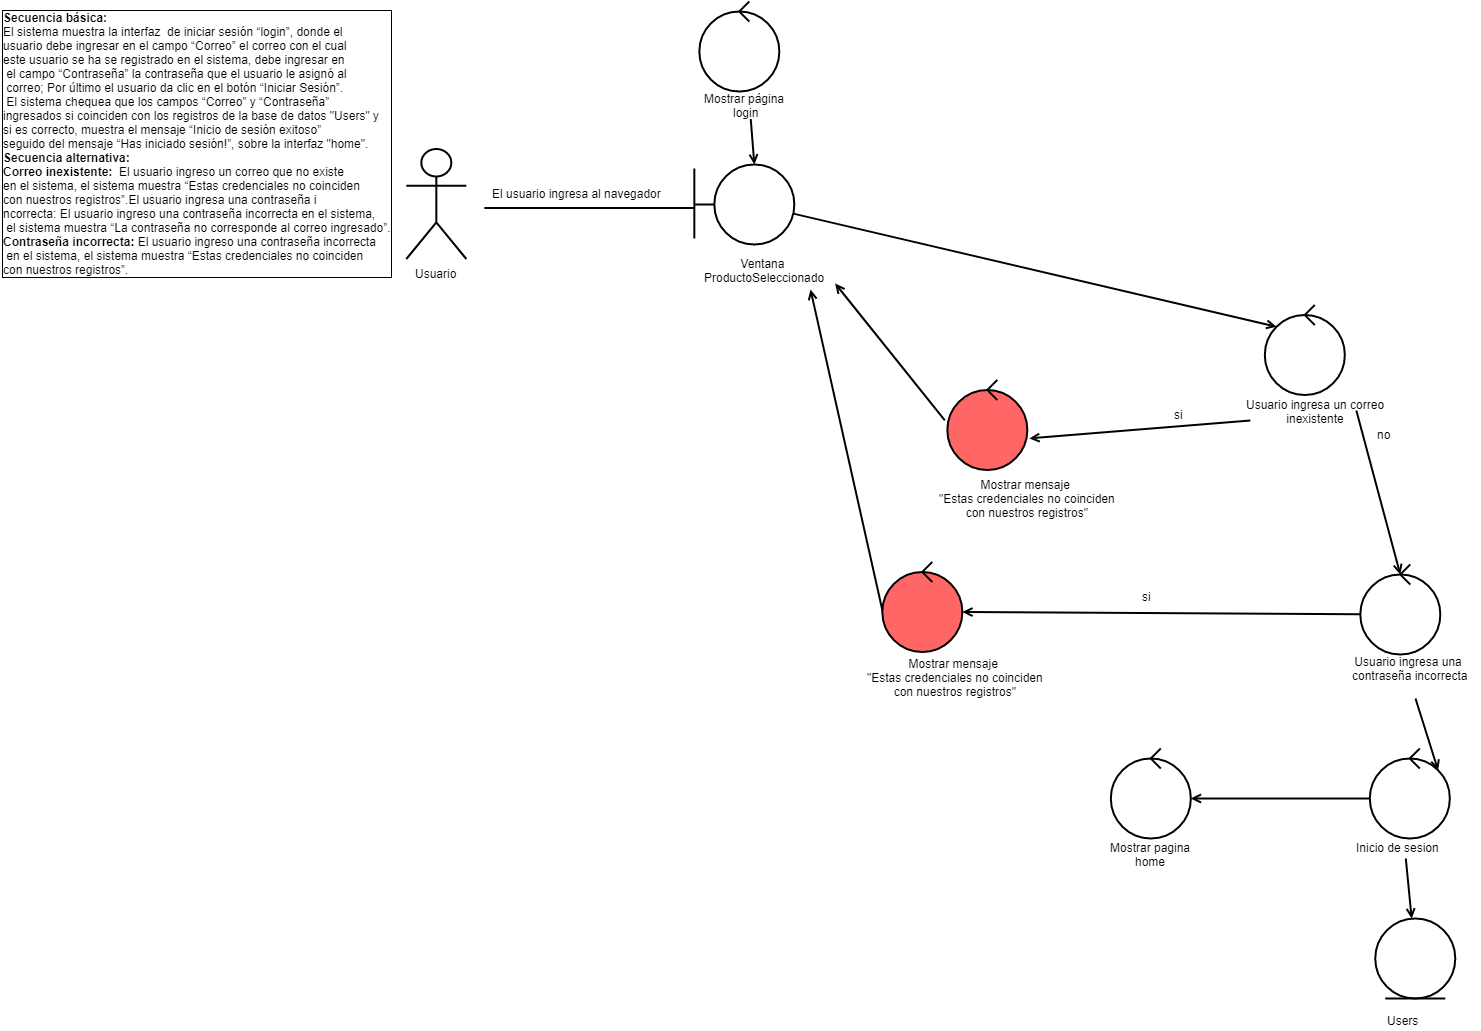 Secuencia básica:
El sistema muestra la interfaz  de iniciar sesión “login”, donde el
usuario debe ingresar en el campo “Correo” el correo con el cual
este usuario se ha se registrado en el sistema, debe ingresar en
el campo “Contraseña” la contraseña que el usuario le asignó al
correo; Por último el usuario da clic en el botón “Iniciar Sesión”.
El sistema chequea que los campos “Correo” y “Contraseña”
ingresados si coinciden con los registros de la base de datos "Users" y
si es correcto, muestra el mensaje “Inicio de sesión exitoso”
seguido del mensaje “Has iniciado sesión!”, sobre la interfaz "home".
Secuencia alternativa:
Correo inexistente:  El usuario ingreso un correo que no existe
en el sistema, el sistema muestra “Estas credenciales no coinciden
con nuestros registros”.El usuario ingresa una contraseña i
ncorrecta: El usuario ingreso una contraseña incorrecta en el sistema,
el sistema muestra “La contraseña no corresponde al correo ingresado”.
Contraseña incorrecta: El usuario ingreso una contraseña incorrecta
en el sistema, el sistema muestra “Estas credenciales no coinciden
con nuestros registros”.
Usuario
El usuario ingresa al navegador
Mostrar página
login
Ventana
ProductoSeleccionado
Usuario ingresa un correo
inexistente
si
no
Mostrar mensaje
"Estas credenciales no coinciden
con nuestros registros"
si
Mostrar mensaje
"Estas credenciales no coinciden
con nuestros registros"
Usuario ingresa una
contraseña incorrecta
Mostrar pagina
home
Inicio de sesion
Users